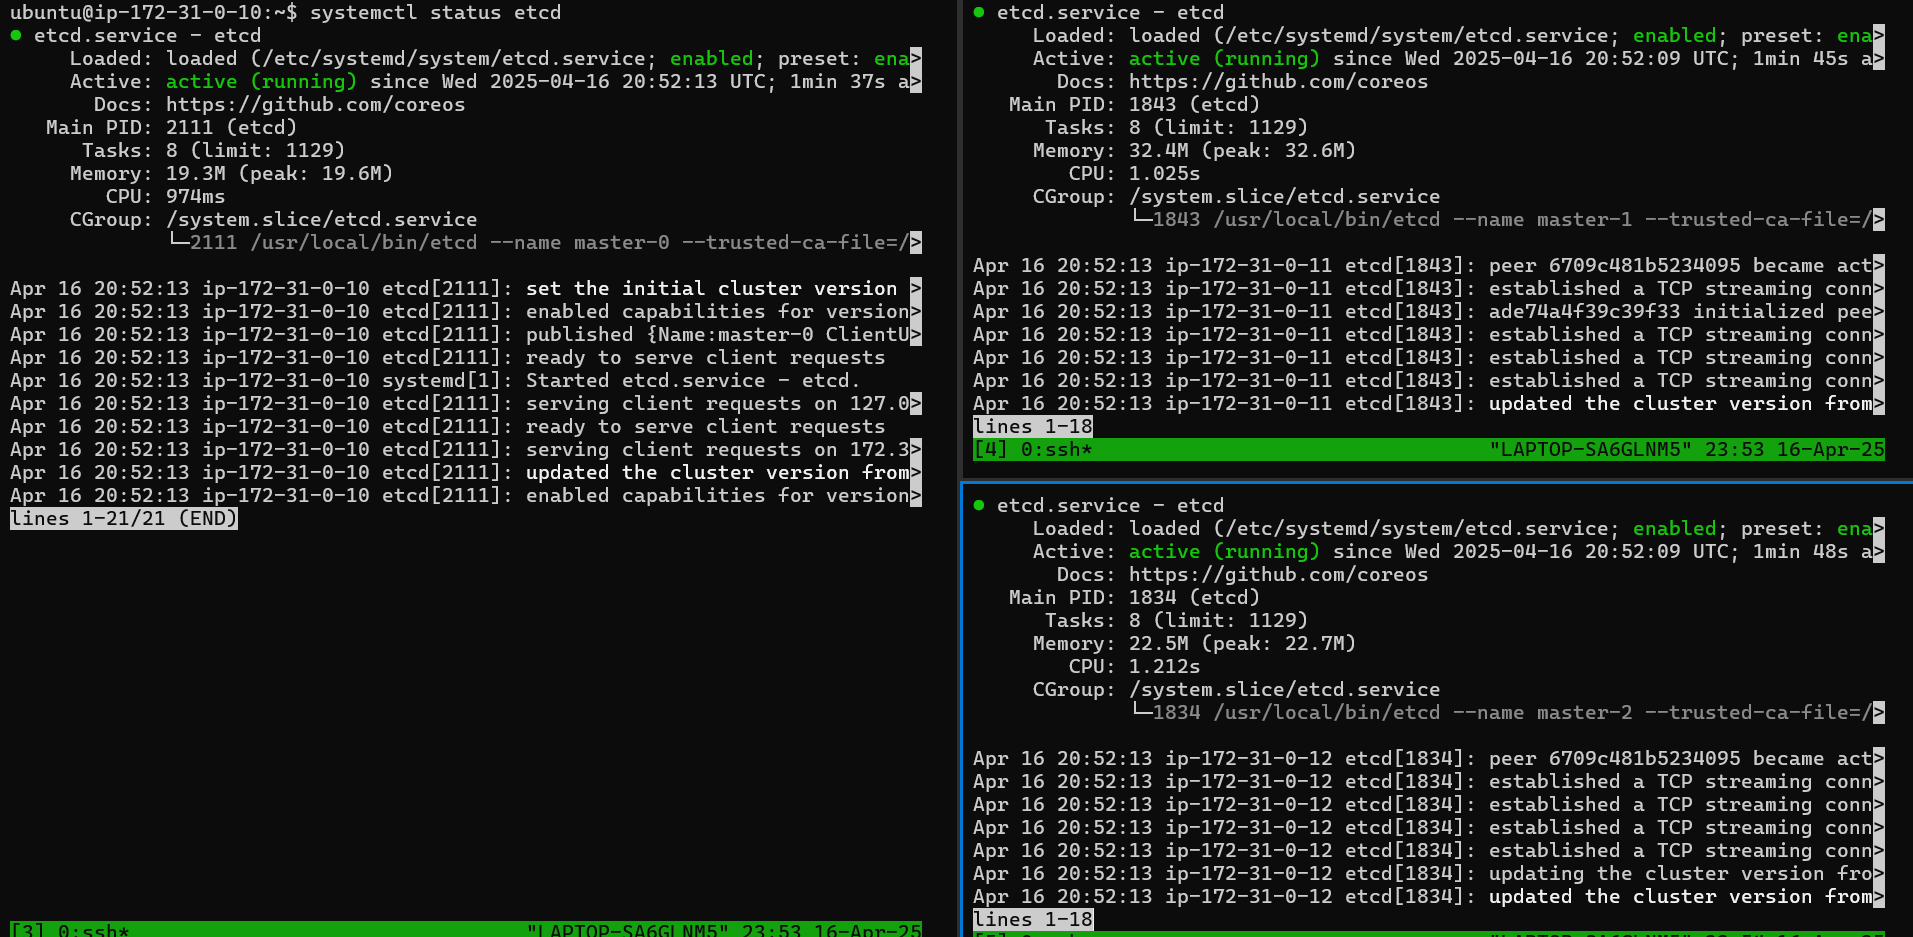 ubuntu@ip-172-31-0-10:~$ systemctl status etcd
● etcd.service - etcd
Loaded: loaded (/etc/systemd/system/etcd.service; enabled; preset: ena>
Active: active (running) since Wed 2025-04-16 20:52:13 UTC; 1min 37s a>
Docs: https://github.com/coreos
Main PID: 2111 (etcd)
Tasks: 8 (limit: 1129)
Memory: 19.3M (peak: 19.6M)
CPU: 974ms
CGroup: /system.slice/etcd.service
└─2111 /usr/local/bin/etcd --name master-0 --trusted-ca-file=/>
Apr 16 20:52:13 ip-172-31-0-10 etcd[2111]: set the initial cluster version >
Apr 16 20:52:13 ip-172-31-0-10 etcd[2111]: enabled capabilities for version>
Apr 16 20:52:13 ip-172-31-0-10 etcd[2111]: published {Name:master-0 ClientU>
Apr 16 20:52:13 ip-172-31-0-10 etcd[2111]: ready to serve client requests
Apr 16 20:52:13 ip-172-31-0-10 systemd[1]: Started etcd.service - etcd.
Apr 16 20:52:13 ip-172-31-0-10 etcd[2111]: serving client requests on 127.0>
Apr 16 20:52:13 ip-172-31-0-10 etcd[2111]: ready to serve client requests
Apr 16 20:52:13 ip-172-31-0-10 etcd[2111]: serving client requests on 172.3>
Apr 16 20:52:13 ip-172-31-0-10 etcd[2111]: updated the cluster version from>
Apr 16 20:52:13 ip-172-31-0-10 etcd[2111]: enabled capabilities for version>
lines 1-21/21 (END)
[3] 0:ssh* "LAPTOP-SA6GLNM5" 23:53 16-Apr-25
● etcd.service - etcd
Loaded: loaded (/etc/systemd/system/etcd.service; enabled; preset: ena>
Active: active (running) since Wed 2025-04-16 20:52:09 UTC; 1min 45s a>
Docs: https://github.com/coreos
Main PID: 1843 (etcd)
Tasks: 8 (limit: 1129)
Memory: 32.4M (peak: 32.6M)
CPU: 1.025s
CGroup: /system.slice/etcd.service
└─1843 /usr/local/bin/etcd --name master-1 --trusted-ca-file=/>
Apr 16 20:52:13 ip-172-31-0-11 etcd[1843]: peer 6709c481b5234095 became act>
Apr 16 20:52:13 ip-172-31-0-11 etcd[1843]: established a TCP streaming conn>
Apr 16 20:52:13 ip-172-31-0-11 etcd[1843]: ade74a4f39c39f33 initialized pee>
Apr 16 20:52:13 ip-172-31-0-11 etcd[1843]: established a TCP streaming conn>
Apr 16 20:52:13 ip-172-31-0-11 etcd[1843]: established a TCP streaming conn>
Apr 16 20:52:13 ip-172-31-0-11 etcd[1843]: established a TCP streaming conn>
Apr 16 20:52:13 ip-172-31-0-11 etcd[1843]: updated the cluster version from>
lines 1-18
[4] 0:ssh* "LAPTOP-SA6GLNM5" 23:53 16-Apr-25
● etcd.service - etcd
Loaded: loaded (/etc/systemd/system/etcd.service; enabled; preset: ena>
Active: active (running) since Wed 2025-04-16 20:52:09 UTC; 1min 48s a>
Docs: https://github.com/coreos
Main PID: 1834 (etcd)
Tasks: 8 (limit: 1129)
Memory: 22.5M (peak: 22.7M)
CPU: 1.212s
CGroup: /system.slice/etcd.service
└─1834 /usr/local/bin/etcd --name master-2 --trusted-ca-file=/>
Apr 16 20:52:13 ip-172-31-0-12 etcd[1834]: peer 6709c481b5234095 became act>
Apr 16 20:52:13 ip-172-31-0-12 etcd[1834]: established a TCP streaming conn>
Apr 16 20:52:13 ip-172-31-0-12 etcd[1834]: established a TCP streaming conn>
Apr 16 20:52:13 ip-172-31-0-12 etcd[1834]: established a TCP streaming conn>
Apr 16 20:52:13 ip-172-31-0-12 etcd[1834]: established a TCP streaming conn>
Apr 16 20:52:13 ip-172-31-0-12 etcd[1834]: updating the cluster version fro>
Apr 16 20:52:13 ip-172-31-0-12 etcd[1834]: updated the cluster version from>
lines 1-18